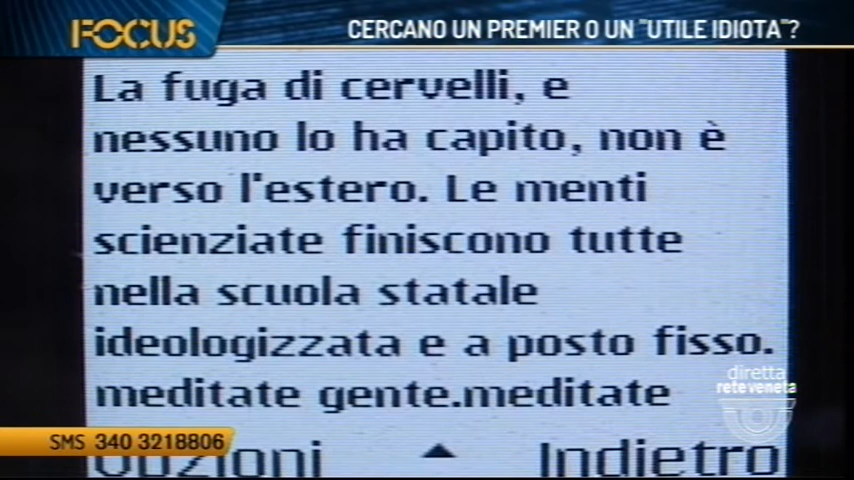 FOCUS
CERCANO UN PREMIER O UN "UTILE IDIOTA"?
La fuga di cervelli, e
nessuno lo ha capito, non è
verso l'estero. Le menti
scienziate finiscono tutte
nella scuola statale
ideologizzata e a posto fisso.
meditate gente.meditate
diretta
reteveneta
SMS 340 3218806
Opzioni Indietro